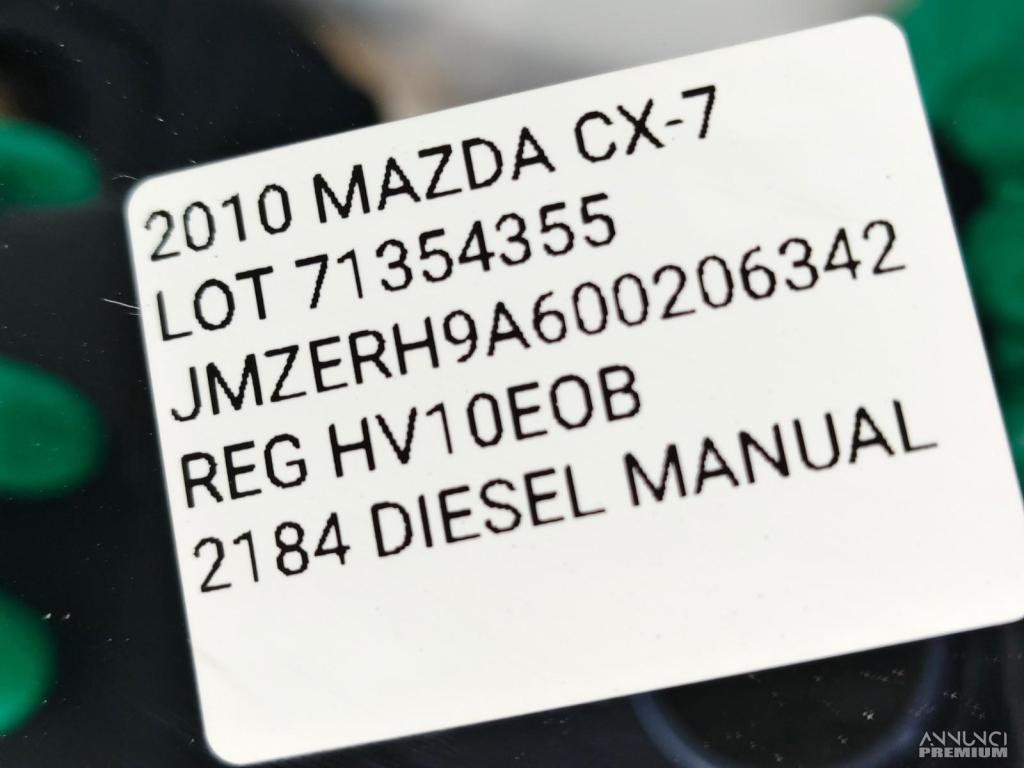 2010 MAZDA CX-7
LOT 71354355
JMZERH9A600206342
REG HV10EOB
2184 DIESEL MANUAL
ANNUNCI
PREMIUM